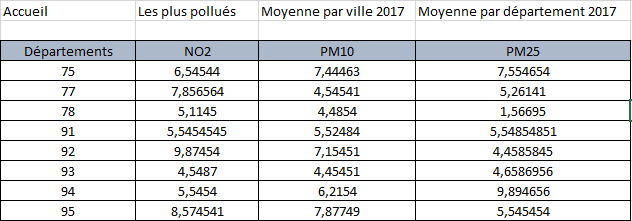 Accueil Les plus pollués Moyenne par ville 2017 Moyenne par département 2017
Départements NO2 PM10 PM25
75 6,54544 7,44463 7,554654
77 7,856564 4,54541 5,26141
78 5,1145 4,4854 1,56695
91 5,5454545 5,52484 5,54854851
92 9,87454 7,15451 4,4585845
93 4,5487 4,45451 4,6586956
94 5,5454 6,2154 9,894656
95 8,574541 7,87749 5,545454